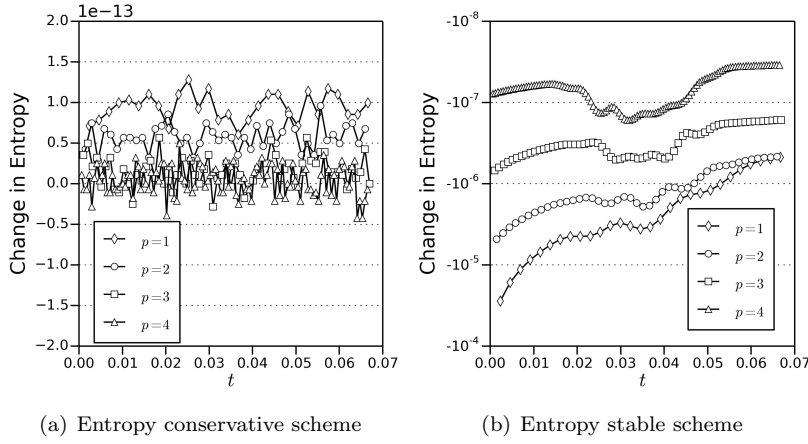 1e−13
2.0
1.5
1.0
0.5
0.0
−0.5
−1.0
−1.5
−2.0
Change in Entropy
p=1
p=2
p=3
p=4
0.00 0.01 0.02 0.03 0.04 0.05 0.06 0.07
t
(a) Entropy conservative scheme
-10⁻⁸
-10⁻⁷
-10⁻⁶
-10⁻⁵
-10⁻⁴
Change in Entropy
p=1
p=2
p=3
p=4
0.00 0.01 0.02 0.03 0.04 0.05 0.06 0.07
t
(b) Entropy stable scheme